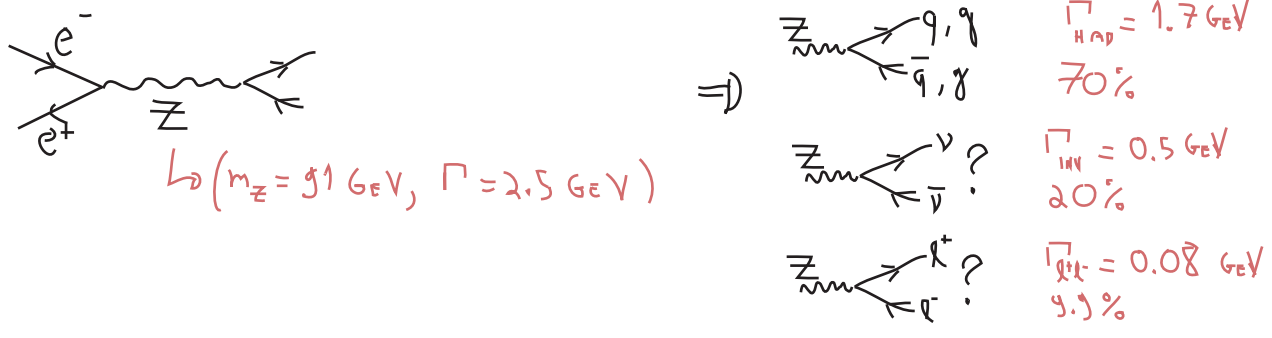 e⁻
e⁺
Z
↳ (m_Z = 91 GeV, Γ = 2.5 GeV)
⇒
Z q, g
q̄, g
Γ_HAD = 1.7 GeV
70%
Z ν ?
ν̄
Γ_INV = 0.5 GeV
20%
Z ℓ⁺ ?
ℓ⁻
Γ_ℓ⁺ℓ⁻ = 0.08 GeV
9.9%